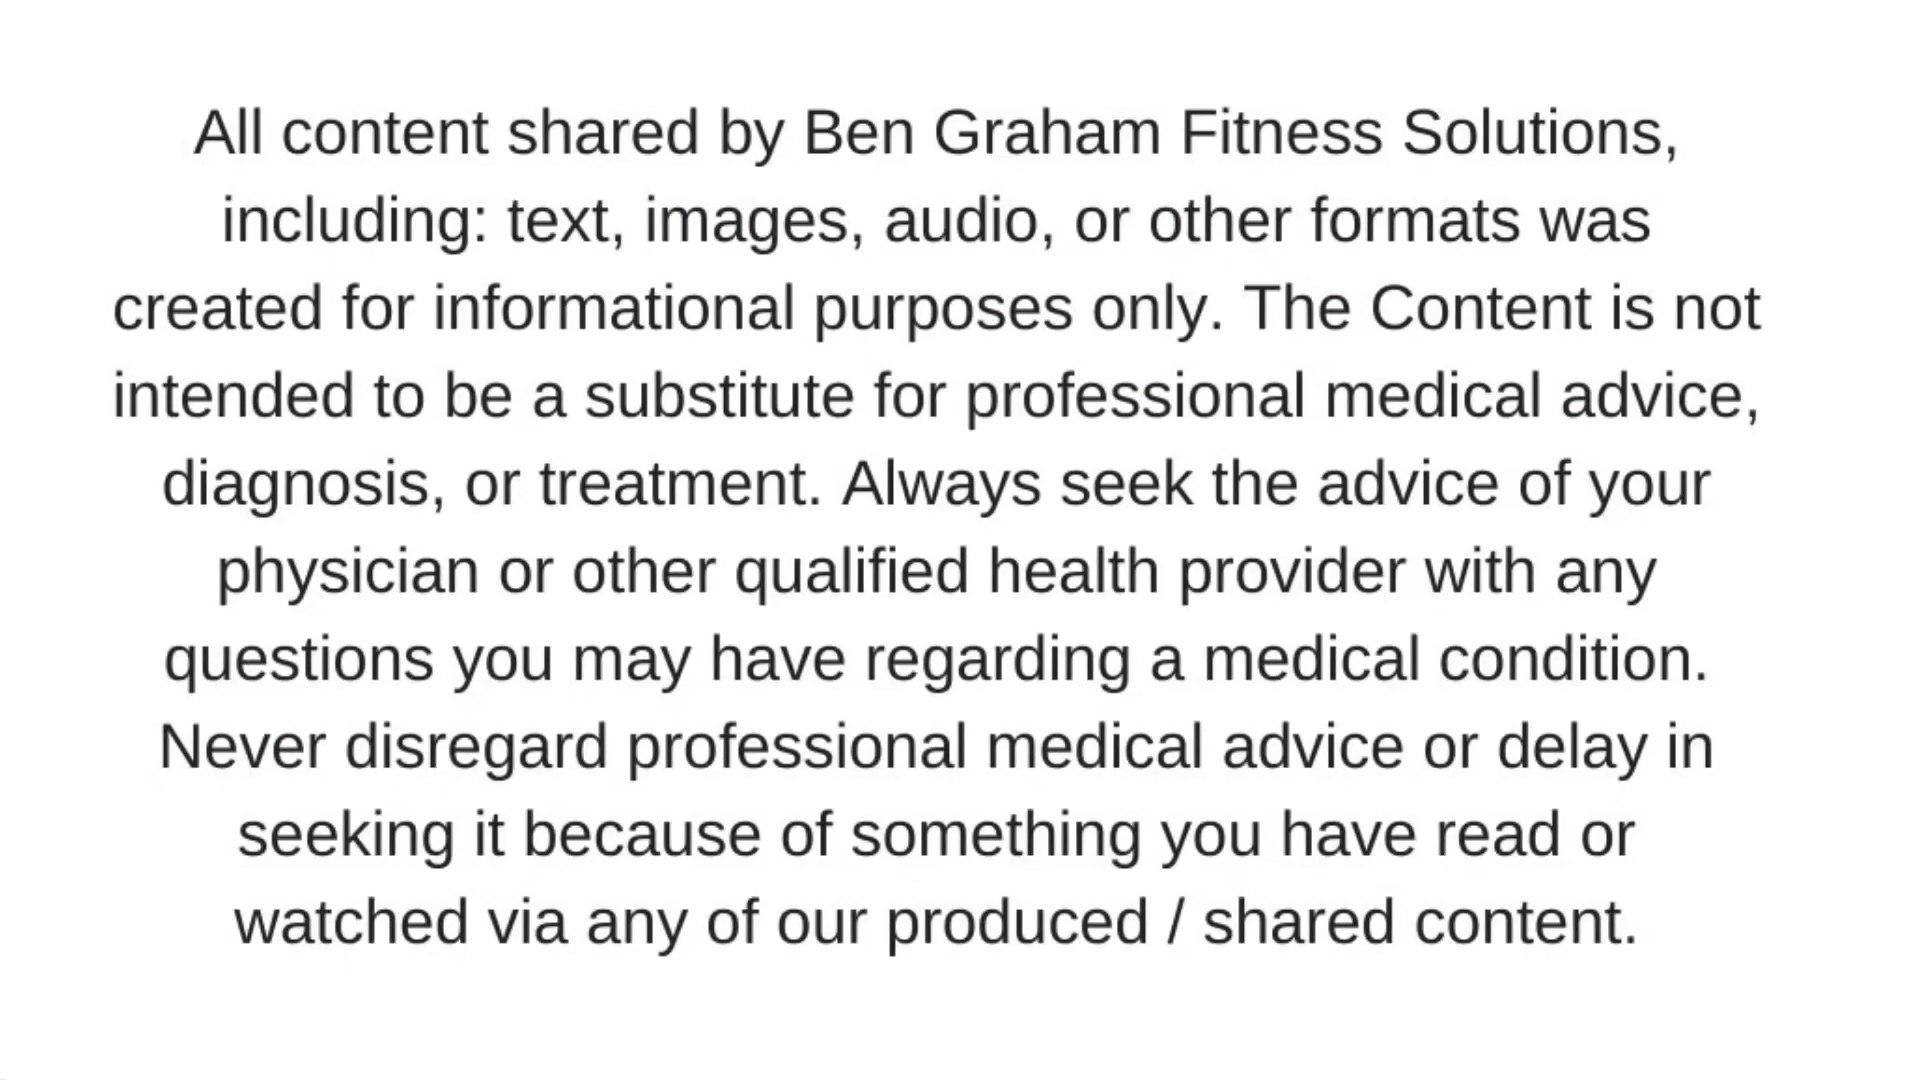 All content shared by Ben Graham Fitness Solutions,
including: text, images, audio, or other formats was
created for informational purposes only. The Content is not
intended to be a substitute for professional medical advice,
diagnosis, or treatment. Always seek the advice of your
physician or other qualified health provider with any
questions you may have regarding a medical condition.
Never disregard professional medical advice or delay in
seeking it because of something you have read or
watched via any of our produced / shared content.